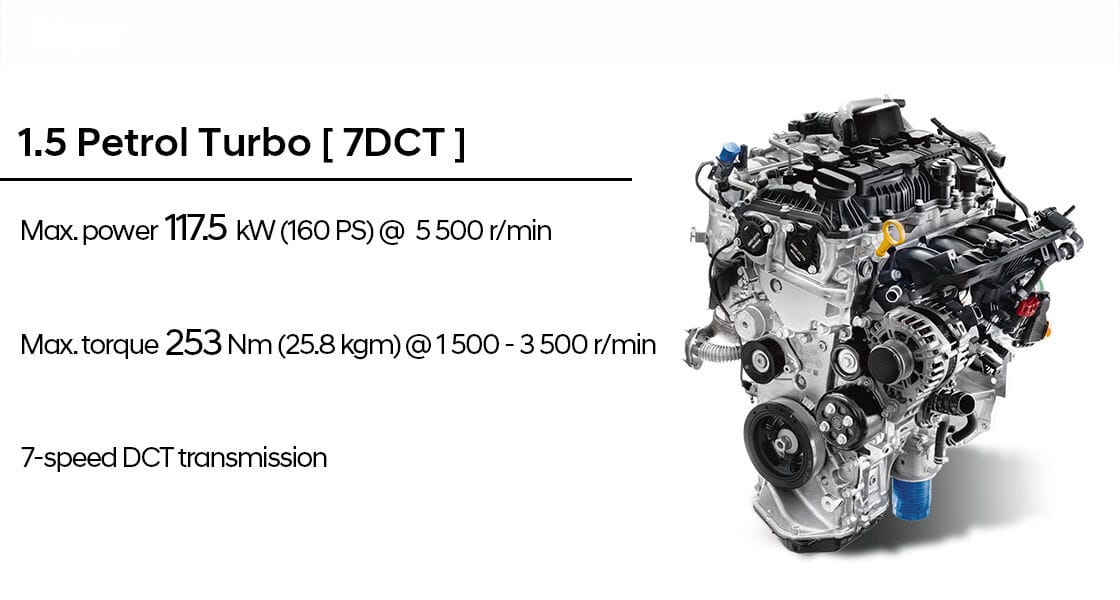 1.5 Petrol Turbo [ 7DCT ]
Max. power 117.5 kW (160 PS) @ 5 500 r/min
Max. torque 253 Nm (25.8 kgm) @ 1 500 - 3 500 r/min
7-speed DCT transmission